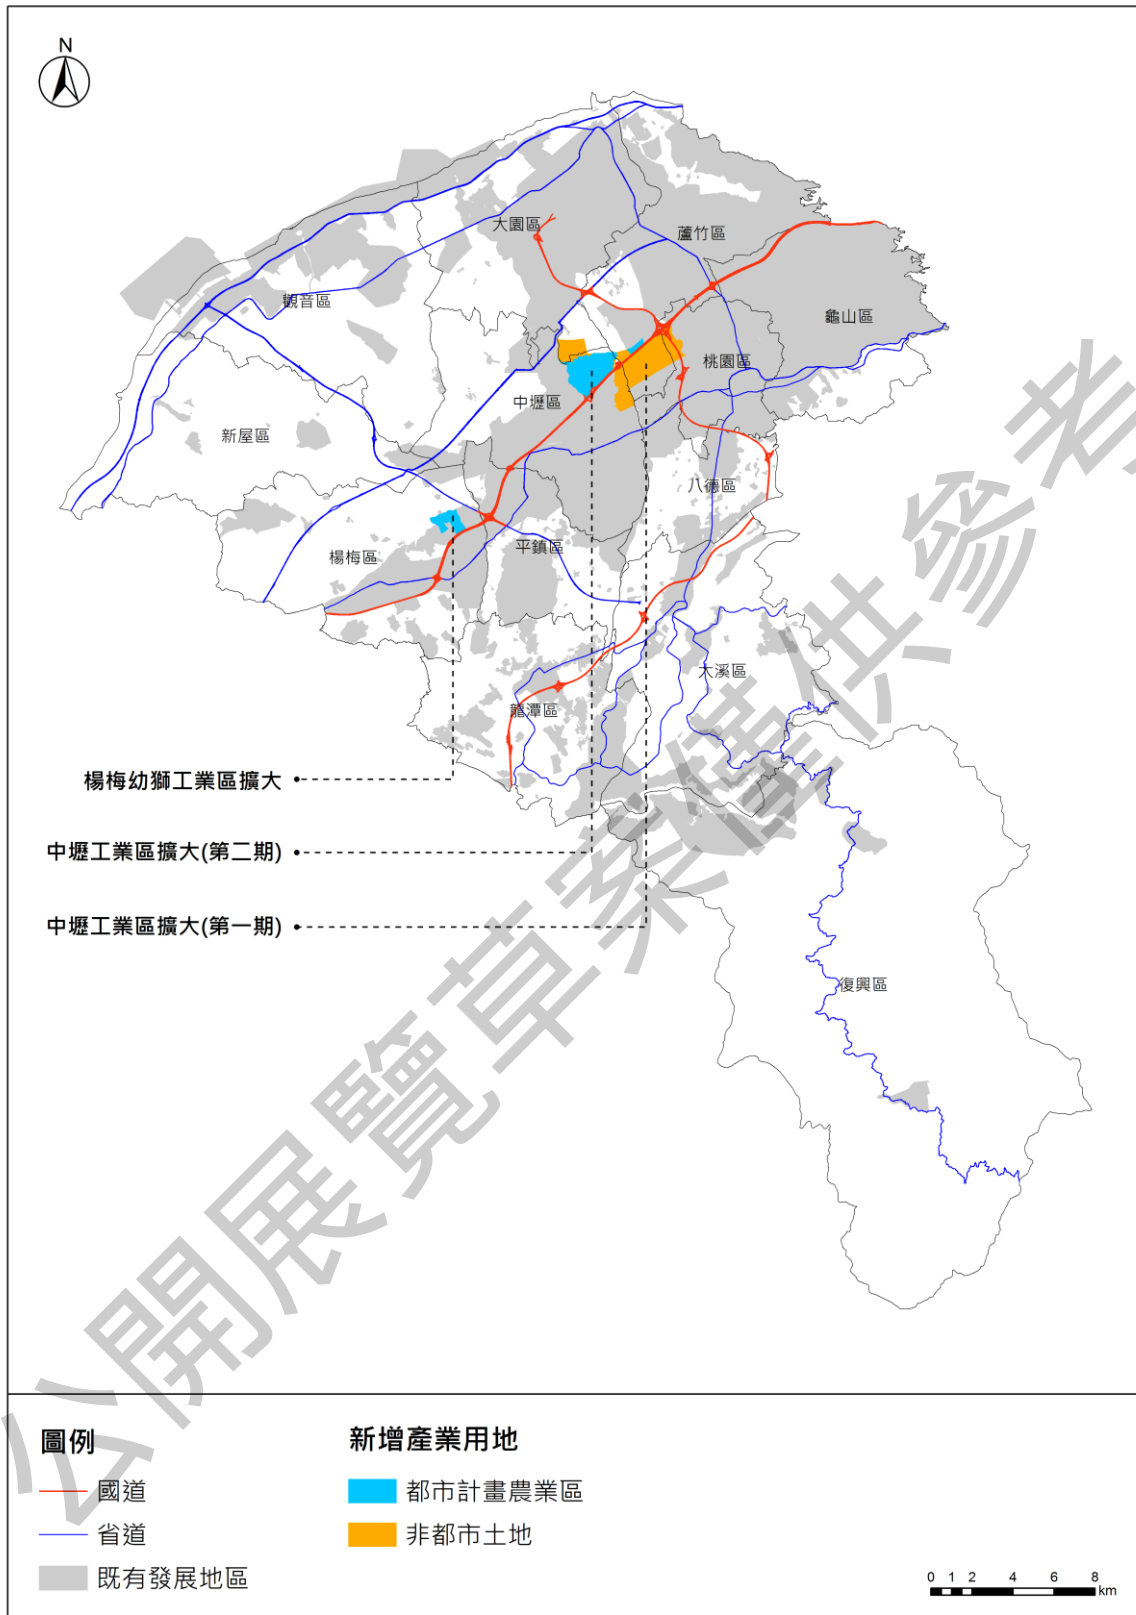 N
大園區
蘆竹區
觀音區
龜山區
桃園區
中壢區
新屋區
八德區
平鎮區
楊梅區
大溪區
龍潭區
楊梅幼獅工業區擴大
中壢工業區擴大(第二期)
中壢工業區擴大(第一期)
復興區
公開展覽草案僅供參考
圖例
國道
省道
既有發展地區
新增產業用地
都市計畫農業區
非都市土地
0 1 2 4 6 8
km